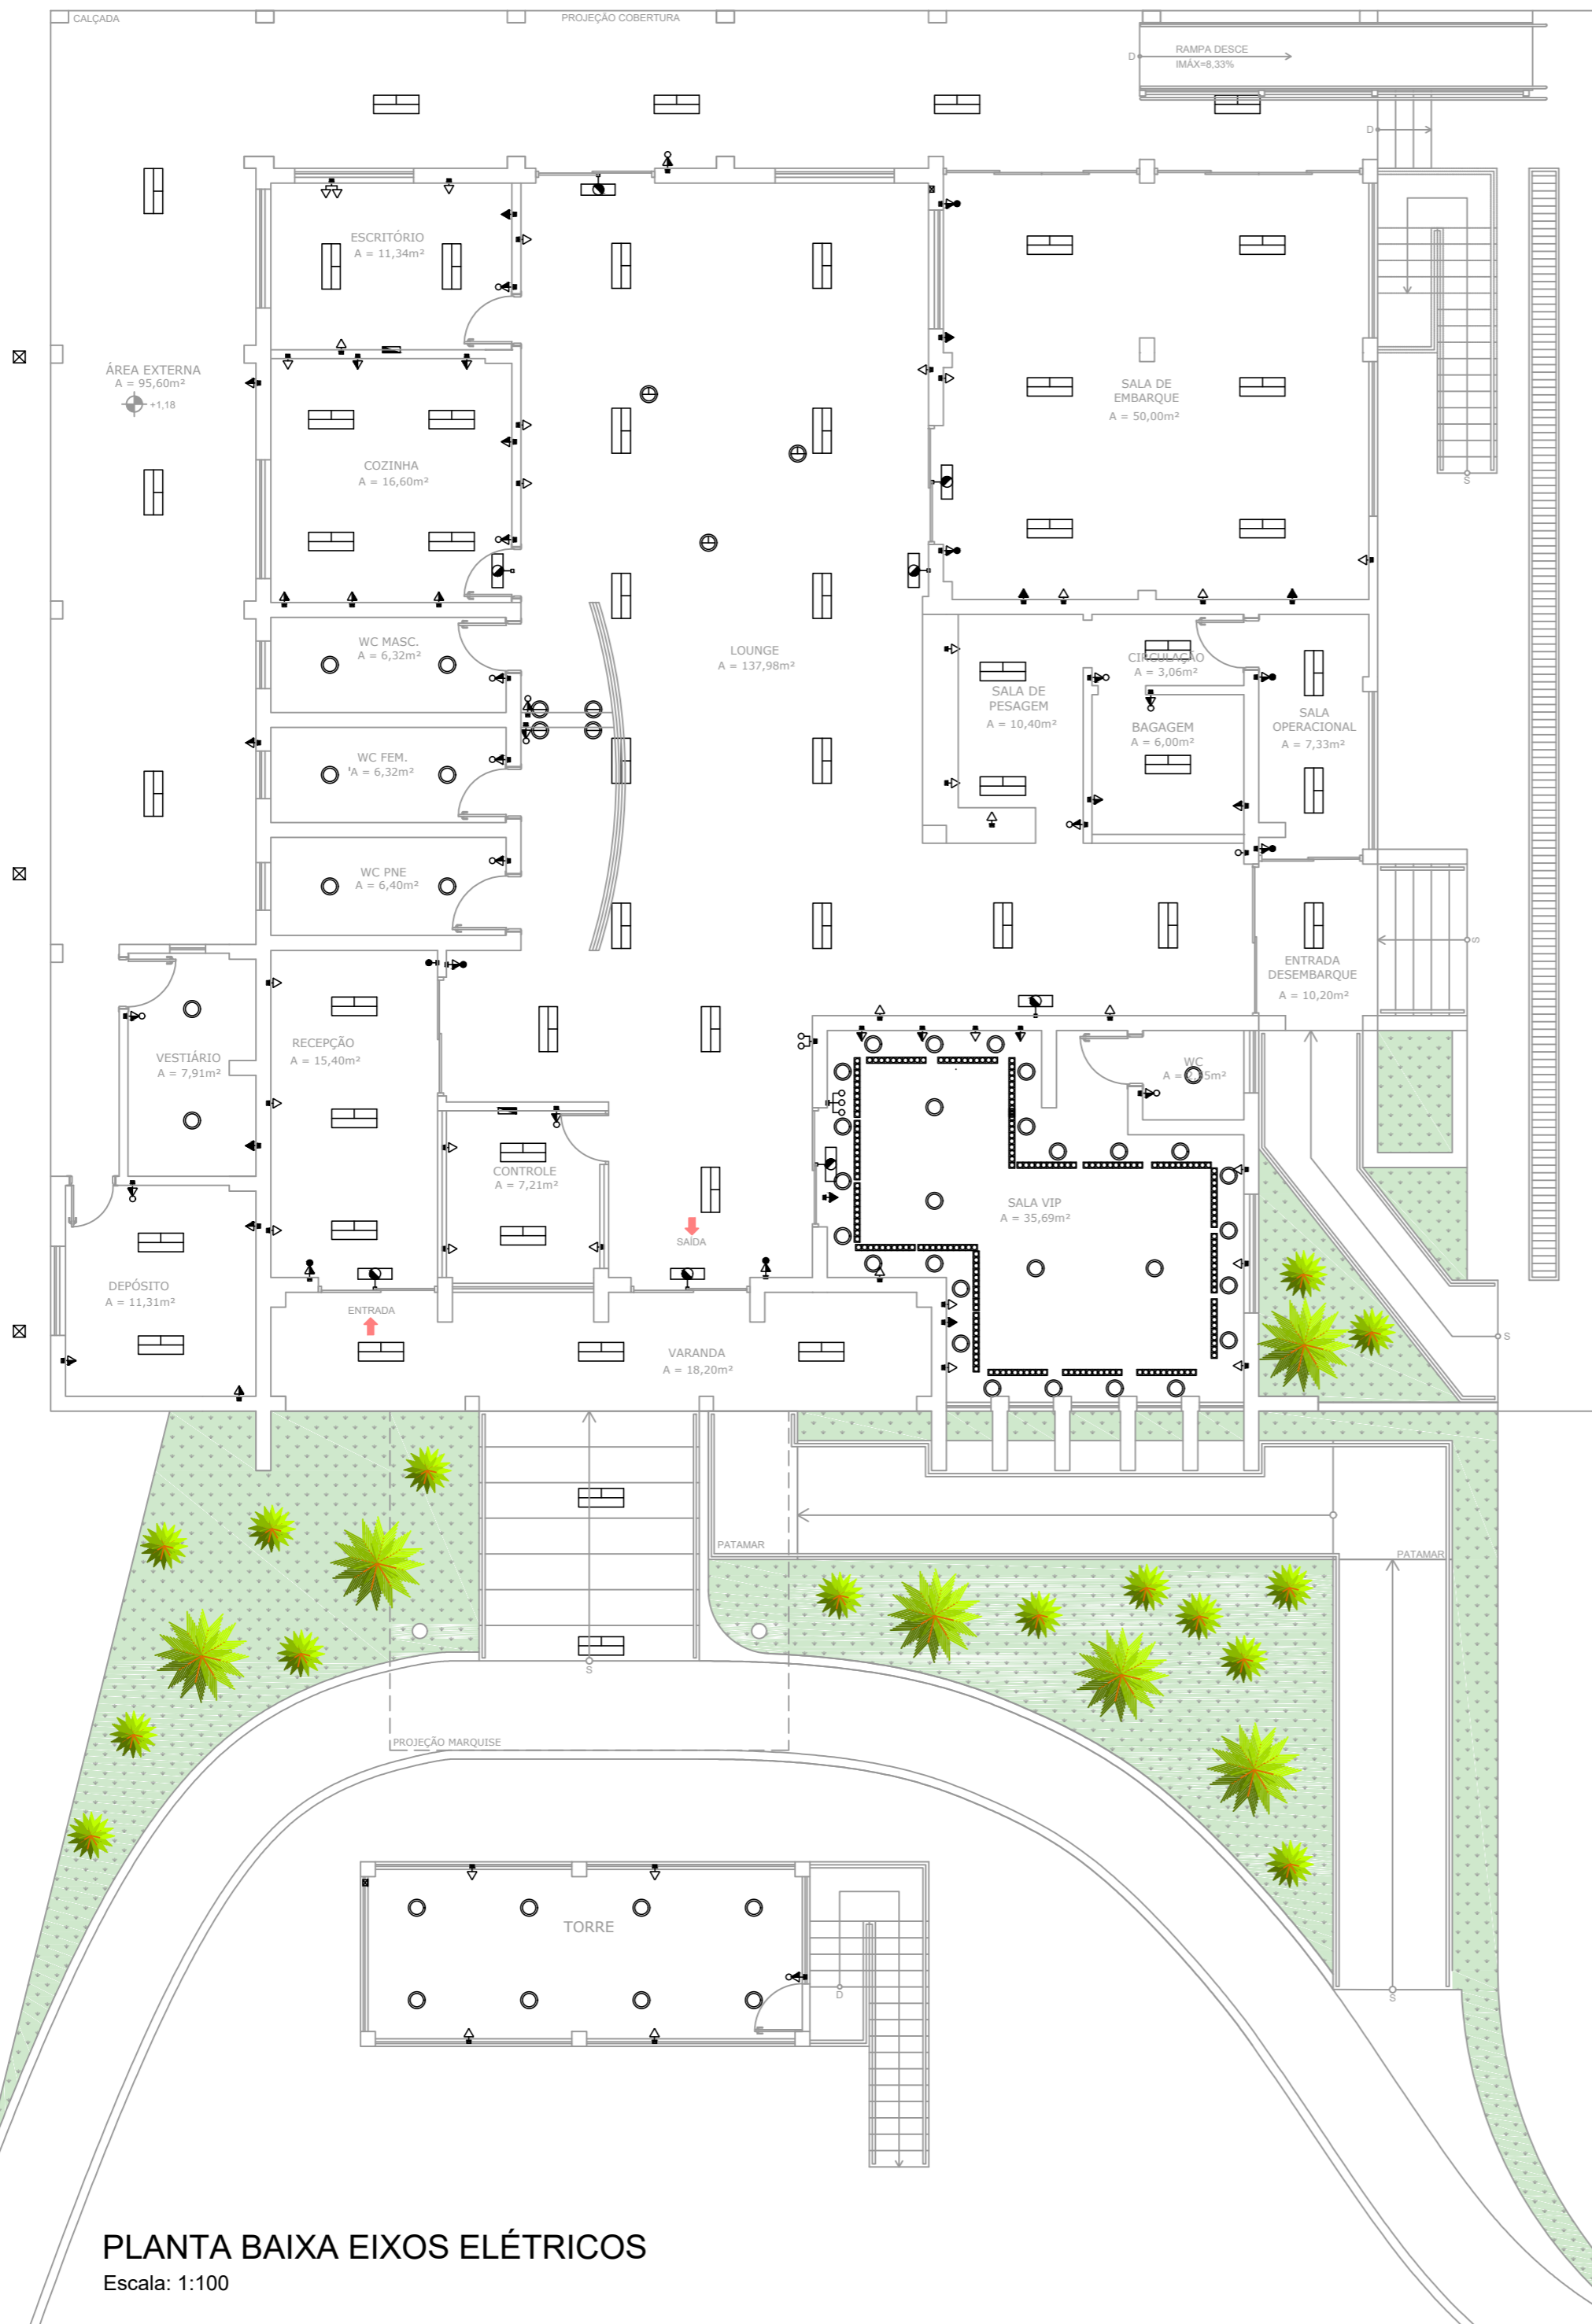 CALÇADA
PROJEÇÃO COBERTURA
D
RAMPA DESCE
IMÁX=8,33%
D
ESCRITÓRIO
A = 11,34m²
ÁREA EXTERNA
A = 95,60m²
+1,18
SALA DE
EMBARQUE
A = 50,00m²
COZINHA
A = 16,60m²
S
WC MASC.
A = 6,32m²
LOUNGE
A = 137,98m²
CIRCULAÇÃO
A = 3,06m²
SALA DE
PESAGEM
A = 10,40m²
SALA
OPERACIONAL
A = 7,33m²
BAGAGEM
A = 6,00m²
WC FEM.
A = 6,32m²
WC PNE
A = 6,40m²
S
ENTRADA
DESEMBARQUE
A = 10,20m²
RECEPÇÃO
A = 15,40m²
VESTIÁRIO
A = 7,91m²
WC
CONTROLE
A = 7,21m²
SALA VIP
A = 35,69m²
SAÍDA
DEPÓSITO
A = 11,31m²
ENTRADA
S
VARANDA
A = 18,20m²
PATAMAR
PATAMAR
S
PROJEÇÃO MARQUISE
TORRE
D
S
PLANTA BAIXA EIXOS ELÉTRICOS
Escala: 1:100